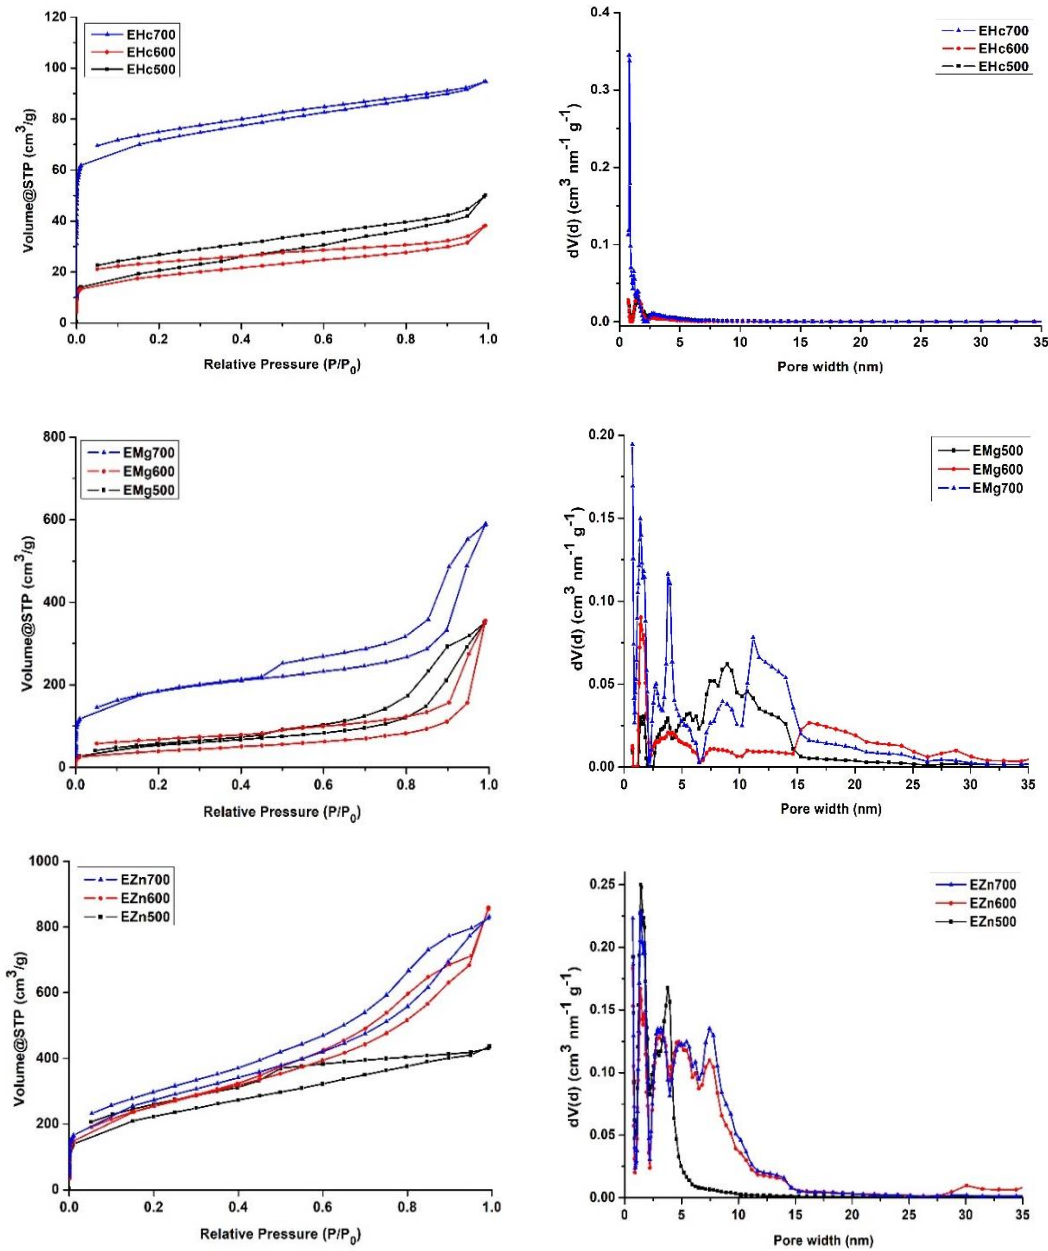 EHc700
EHc600
EHc500
Volume@STP (cm³/g)
120
100
80
60
40
20
0
0.0 0.2 0.4 0.6 0.8 1.0
Relative Pressure (P/P₀)
EHc700
EHc600
EHc500
dV(d) (cm³ nm⁻¹ g⁻¹)
0.4
0.3
0.2
0.1
0.0
0 5 10 15 20 25 30 35
Pore width (nm)
EMg700
EMg600
EMg500
Volume@STP (cm³/g)
800
600
400
200
0
0.0 0.2 0.4 0.6 0.8 1.0
Relative Pressure (P/P₀)
EMg500
EMg600
EMg700
dV(d) (cm³ nm⁻¹ g⁻¹)
0.20
0.15
0.10
0.05
0.00
0 5 10 15 20 25 30 35
Pore width (nm)
EZn700
EZn600
EZn500
Volume@STP (cm³/g)
1000
800
600
400
200
0
0.0 0.2 0.4 0.6 0.8 1.0
Relative Pressure (P/P₀)
EZn700
EZn600
EZn500
dV(d) (cm³ nm⁻¹ g⁻¹)
0.25
0.20
0.15
0.10
0.05
0.00
0 5 10 15 20 25 30 35
Pore width (nm)